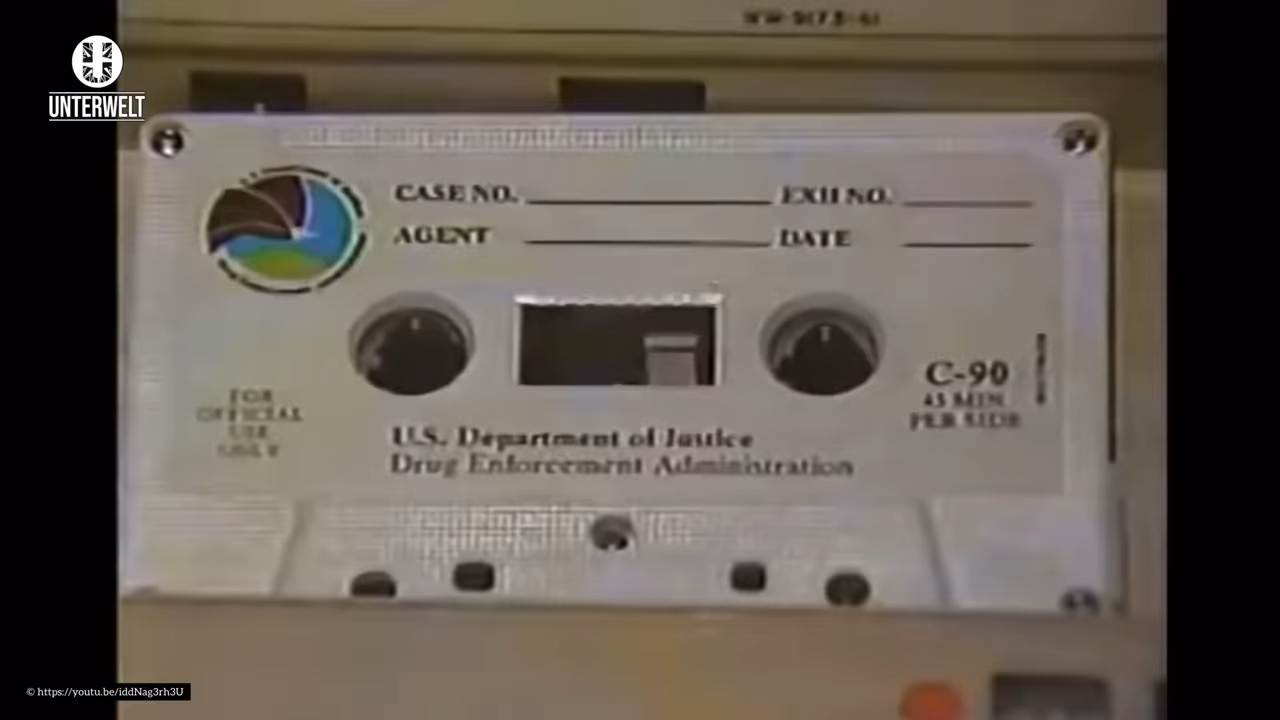 UNTERWELT
CASE NO. EXH NO.
AGENT DATE
C-90
45 MIN.
PER SIDE
FOR
OFFICIAL
USE
ONLY
U.S. Department of Justice
Drug Enforcement Administration
© https://youtu.be/iddNag3rh3U